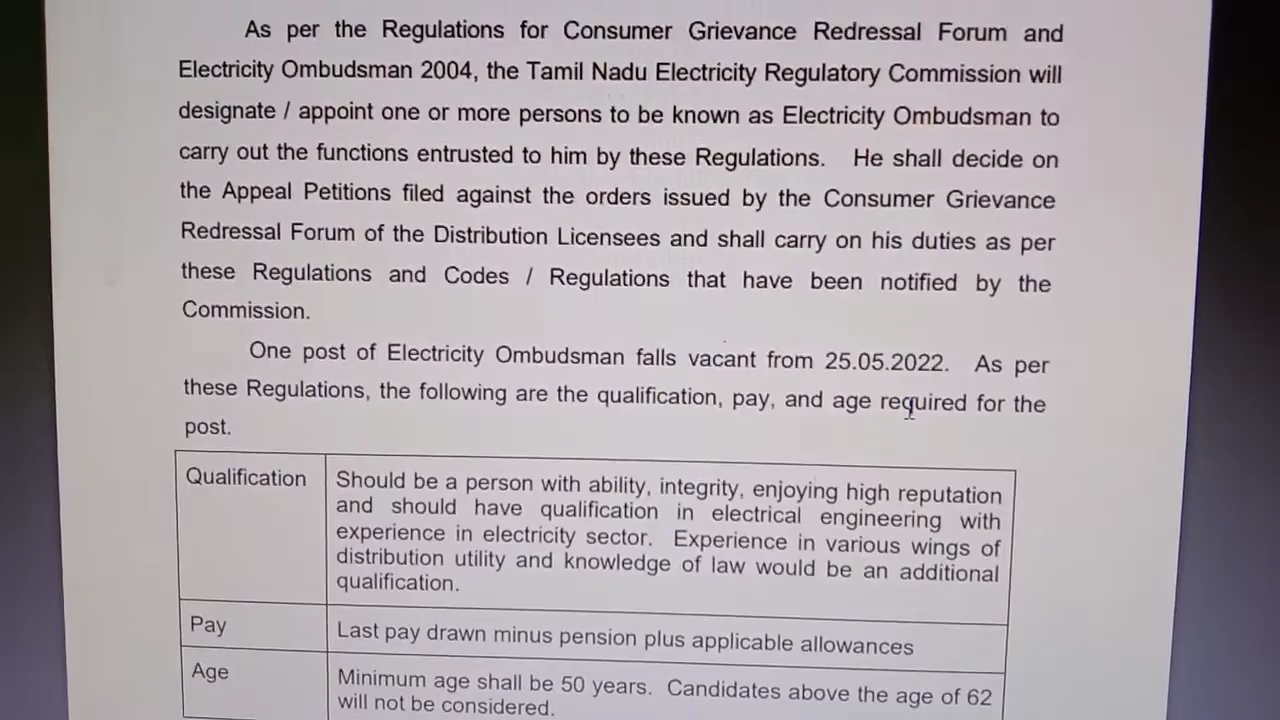 As per the Regulations for Consumer Grievance Redressal Forum and
Electricity Ombudsman 2004, the Tamil Nadu Electricity Regulatory Commission will
designate / appoint one or more persons to be known as Electricity Ombudsman to
carry out the functions entrusted to him by these Regulations. He shall decide on
the Appeal Petitions filed against the orders issued by the Consumer Grievance
Redressal Forum of the Distribution Licensees and shall carry on his duties as per
these Regulations and Codes / Regulations that have been notified by the
Commission.
One post of Electricity Ombudsman falls vacant from 25.05.2022. As per
these Regulations, the following are the qualification, pay, and age required for the
post.
Qualification
Should be a person with ability, integrity, enjoying high reputation
and should have qualification in electrical engineering with
experience in electricity sector. Experience in various wings of
distribution utility and knowledge of law would be an additional
qualification.
Pay
Last pay drawn minus pension plus applicable allowances
Age
Minimum age shall be 50 years. Candidates above the age of 62
will not be considered.